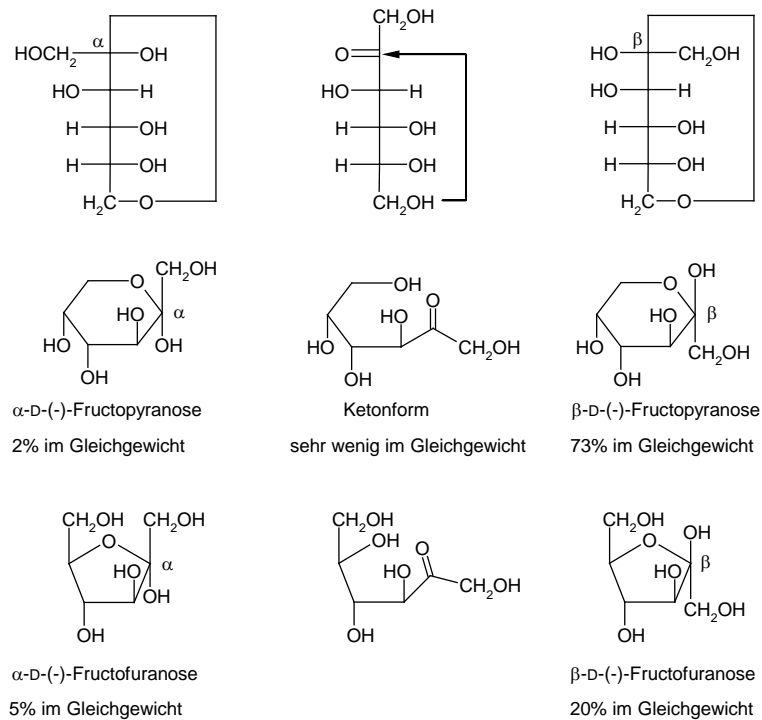 α
HOCH₂
OH
HO
H
H
OH
H
OH
H₂C
O
CH₂OH
O
HO
H
H
OH
H
OH
CH₂OH
β
HO
CH₂OH
HO
H
H
OH
H
OH
H₂C
O
O
CH₂OH
HO
α
HO
OH
OH
OH
O
HO
HO
CH₂OH
OH
OH
O
HO
β
HO
CH₂OH
OH
α-D-(-)-Fructopyranose
Ketonform
β-D-(-)-Fructopyranose
2% im Gleichgewicht
sehr wenig im Gleichgewicht
73% im Gleichgewicht
CH₂OH
CH₂OH
O
α
HO
OH
OH
CH₂OH
OH
O
HO
CH₂OH
OH
CH₂OH
OH
O
β
HO
CH₂OH
OH
α-D-(-)-Fructofuranose
β-D-(-)-Fructofuranose
5% im Gleichgewicht
20% im Gleichgewicht